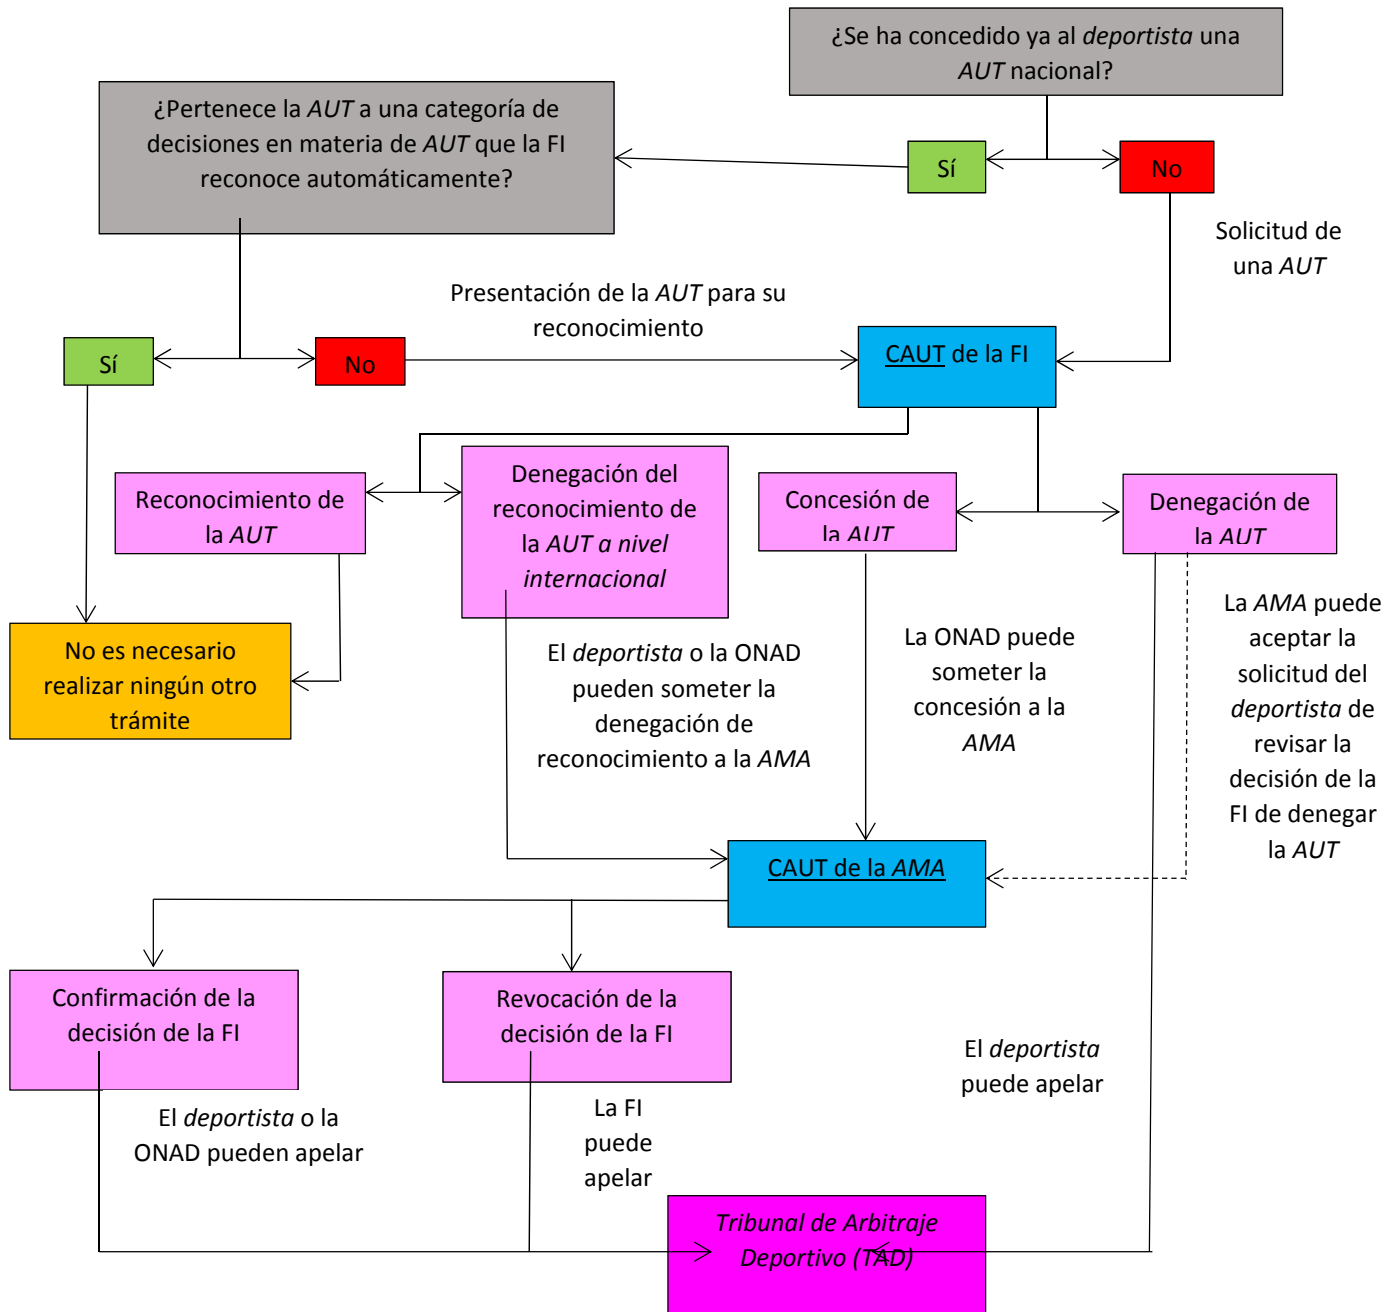 ¿Se ha concedido ya al deportista una
AUT nacional?
¿Pertenece la AUT a una categoría de
decisiones en materia de AUT que la FI
reconoce automáticamente?
Sí
No
Solicitud de
una AUT
Presentación de la AUT para su
reconocimiento
Sí
No
CAUT de la FI
Reconocimiento de
la AUT
Denegación del
reconocimiento de
la AUT a nivel
internacional
Concesión de
la AUT
Denegación de
la AUT
No es necesario
realizar ningún otro
trámite
El deportista o la ONAD
pueden someter la
denegación de
reconocimiento a la AMA
La ONAD puede
someter la
concesión a la
AMA
La AMA puede
aceptar la
solicitud del
deportista de
revisar la
decisión de la
FI de denegar
la AUT
CAUT de la AMA
Confirmación de la
decisión de la FI
Revocación de la
decisión de la FI
El deportista
puede apelar
El deportista o la
ONAD pueden apelar
La FI
puede
apelar
Tribunal de Arbitraje
Deportivo (TAD)